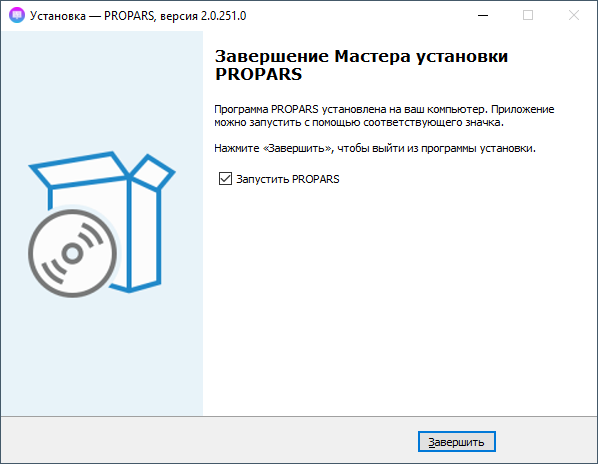 Установка — PROPARS, версия 2.0.251.0
Завершение Мастера установки
PROPARS
Программа PROPARS установлена на ваш компьютер. Приложение
можно запустить с помощью соответствующего значка.
Нажмите «Завершить», чтобы выйти из программы установки.
Запустить PROPARS
Завершить